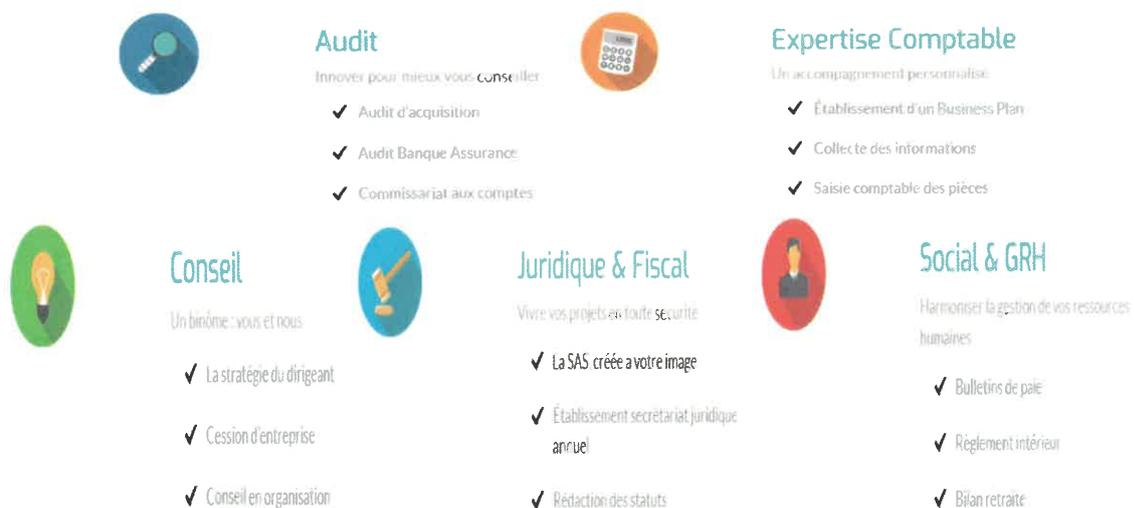 Audit
Innover pour mieux vous conseiller
✔ Audit d'acquisition
✔ Audit Banque Assurance
✔ Commissariat aux comptes
Expertise Comptable
Un accompagnement personnalisé
✔ Établissement d'un Business Plan
✔ Collecte des informations
✔ Saisie comptable des pièces
Conseil
Un binôme : vous et nous
✔ La stratégie du dirigeant
✔ Cession d'entreprise
✔ Conseil en organisation
Juridique & Fiscal
Vivre vos projets en toute sécurité
✔ La SAS créée a votre image
✔ Établissement secrétariat juridique
annuel
✔ Rédaction des statuts
Social & GRH
Harmoniser la gestion de vos ressources
humaines
✔ Bulletins de paie
✔ Règlement intérieur
✔ Bilan retraite